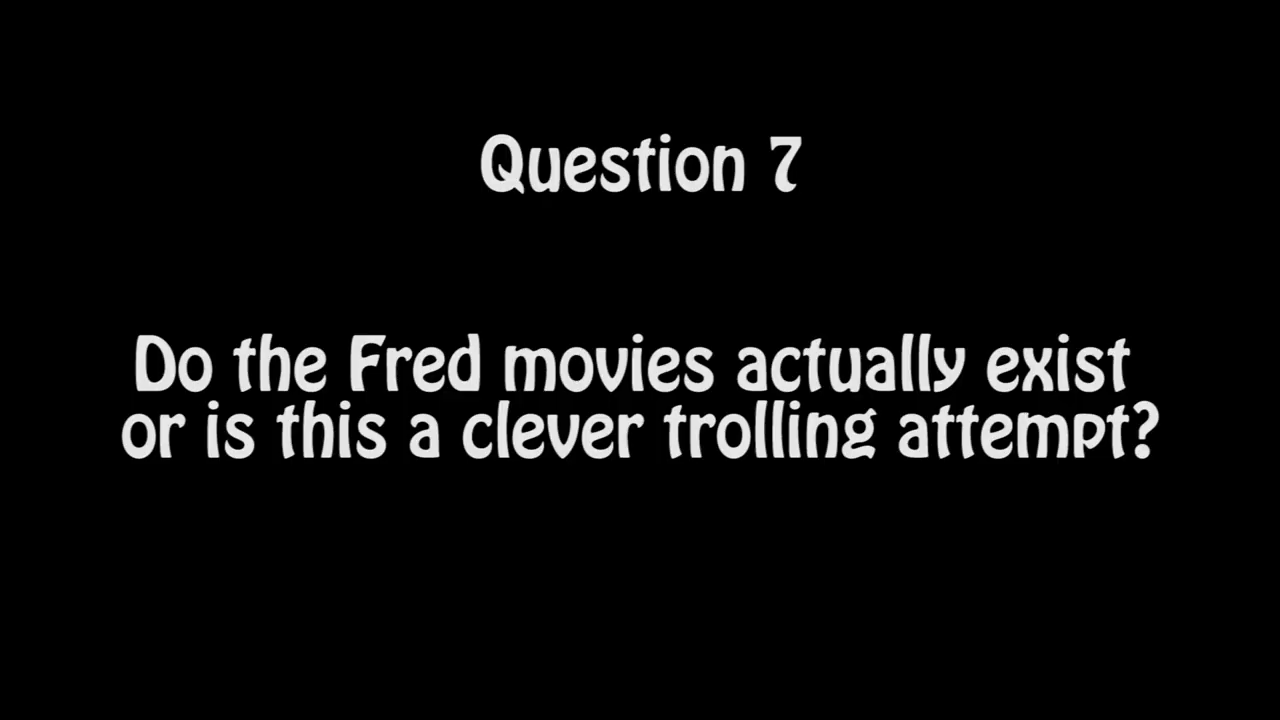 Question 7
Do the Fred movies actually exist
or is this a clever trolling attempt?